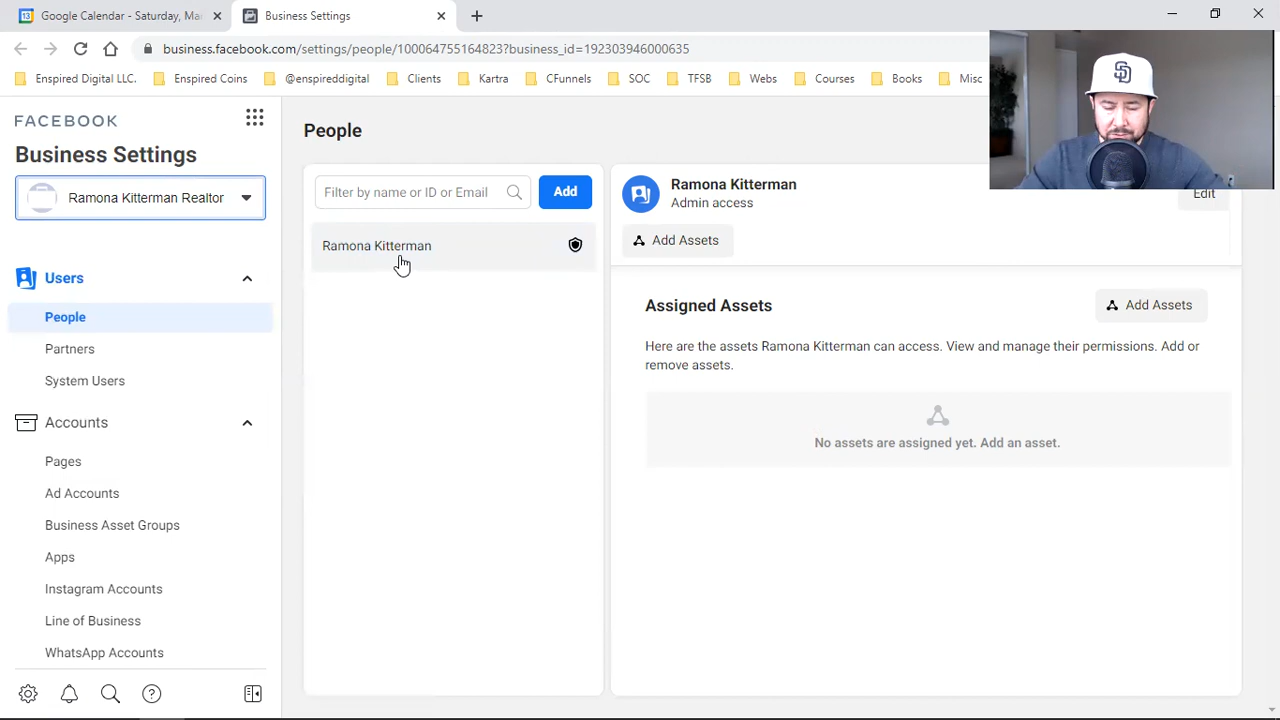 Google Calendar - Saturday, Ma
Business Settings
business.facebook.com/settings/people/100064755164823?business_id=192303946000635
Enspired Digital LLC.
Enspired Coins
@enspireddigital
Clients
Kartra
CFunnels
SOC
TFSB
Webs
Courses
Books
Misc
FACEBOOK
Business Settings
Ramona Kitterman Realtor
Users
People
Partners
System Users
Accounts
Pages
Ad Accounts
Business Asset Groups
Apps
Instagram Accounts
Line of Business
WhatsApp Accounts
People
Filter by name or ID or Email
Add
Ramona Kitterman
Ramona Kitterman
Admin access
Edit
Add Assets
Assigned Assets
Add Assets
Here are the assets Ramona Kitterman can access. View and manage their permissions. Add or
remove assets.
No assets are assigned yet. Add an asset.